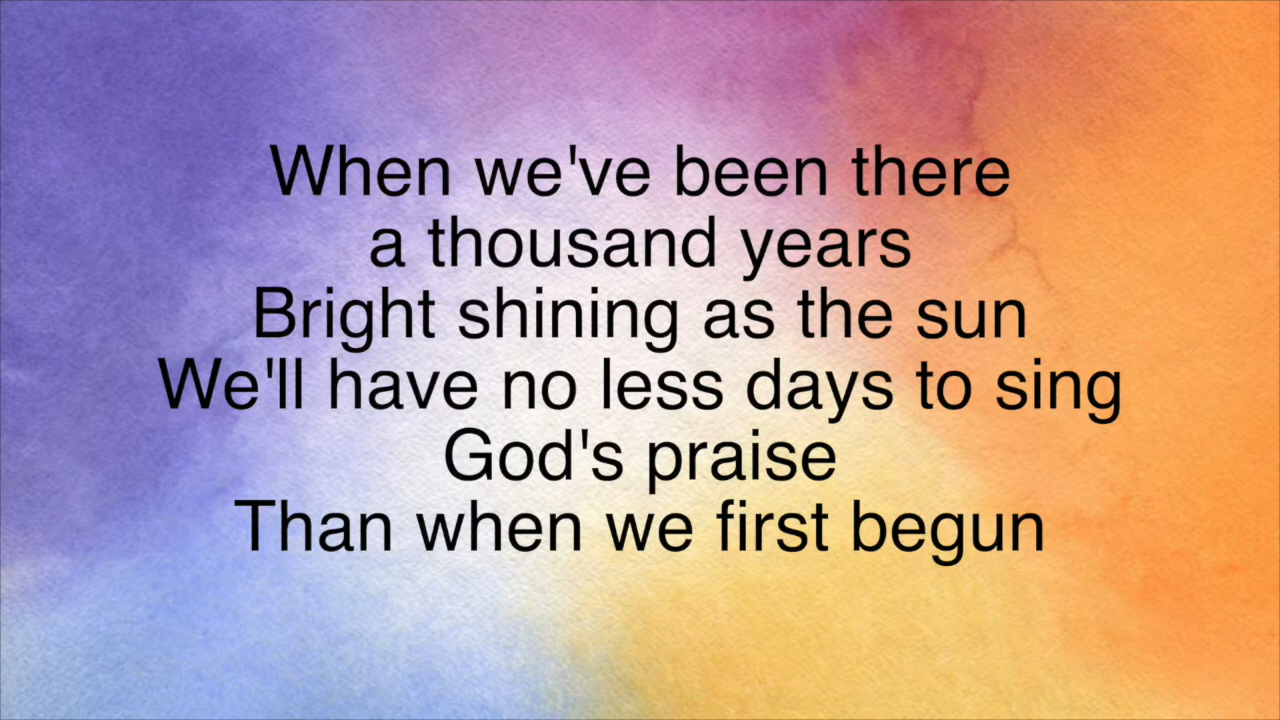 When we've been there
a thousand years
Bright shining as the sun
We'll have no less days to sing
God's praise
Than when we first begun